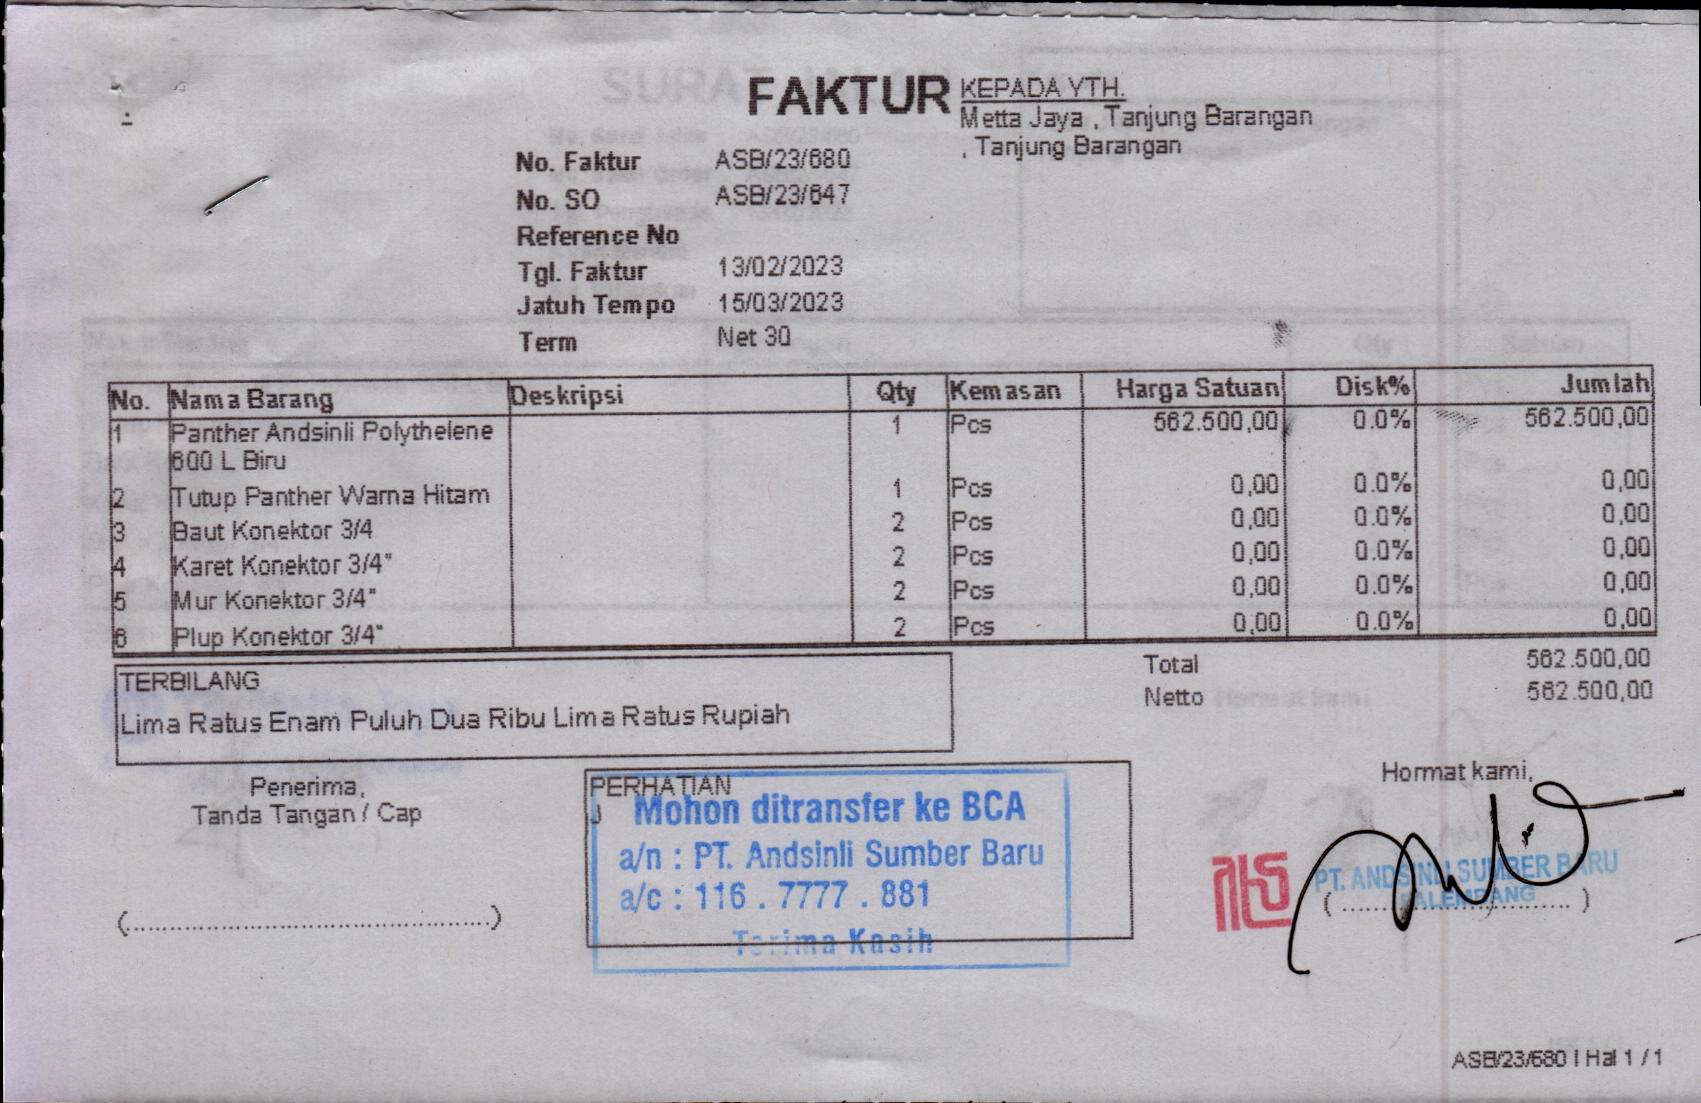 FAKTUR
KEPADA YTH.
Metta Jaya , Tanjung Barangan
, Tanjung Barangan
No. Faktur ASB/23/680
No. SO ASB/23/647
Reference No
Tgl. Faktur 13/02/2023
Jatuh Tempo 15/03/2023
Term Net 30
No. Nama Barang Deskripsi Qty Kemasan Harga Satuan Disk% Jumlah
1 Panther Andsinli Polythelene 1 Pcs 562.500,00 0.0% 562.500,00
600 L Biru
2 Tutup Panther Warna Hitam 1 Pcs 0,00 0.0% 0,00
3 Baut Konektor 3/4 2 Pcs 0,00 0.0% 0,00
4 Karet Konektor 3/4" 2 Pcs 0,00 0.0% 0,00
5 Mur Konektor 3/4" 2 Pcs 0,00 0.0% 0,00
6 Plup Konektor 3/4" 2 Pcs 0,00 0.0% 0,00
Total 562.500,00
Netto 562.500,00
TERBILANG
Lima Ratus Enam Puluh Dua Ribu Lima Ratus Rupiah
Penerima,
Tanda Tangan / Cap
(................................................)
PERHATIAN
Mohon ditransfer ke BCA
a/n : PT. Andsinli Sumber Baru
a/c : 116 . 7777 . 881
Terima Kasih
Hormat kami,
PT. ANDSINLI SUMBER BARU
PALEMBANG
ASB/23/680 | Hal 1 / 1